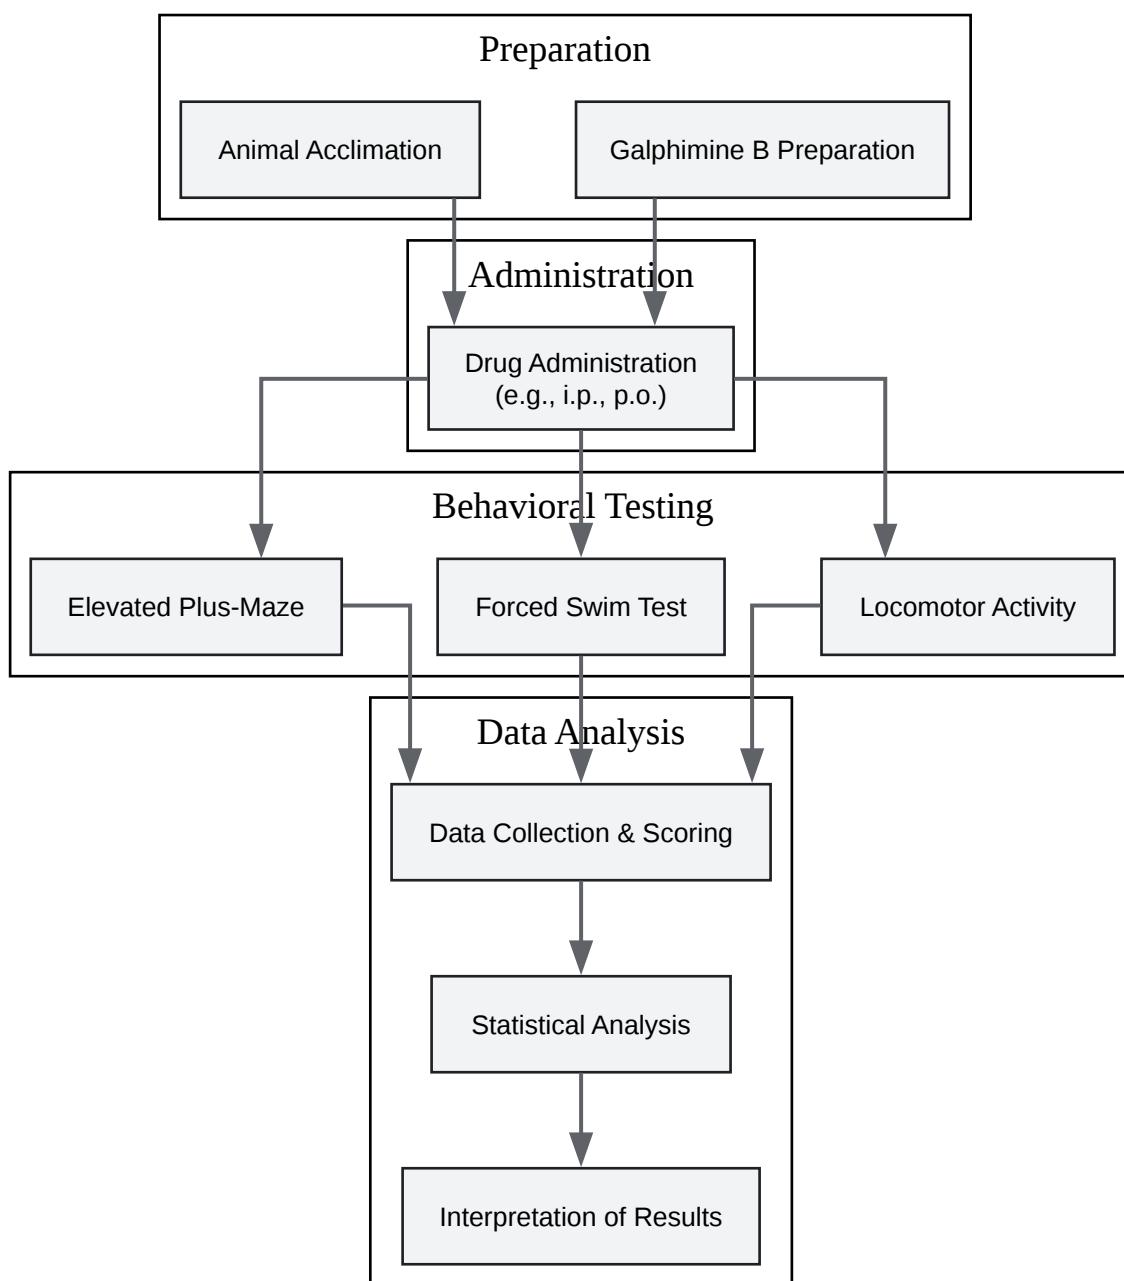 Preparation
Animal Acclimation
Galphimine B Preparation
Administration
Drug Administration
(e.g., i.p., p.o.)
Behavioral Testing
Elevated Plus-Maze
Forced Swim Test
Locomotor Activity
Data Analysis
Data Collection & Scoring
Statistical Analysis
Interpretation of Results